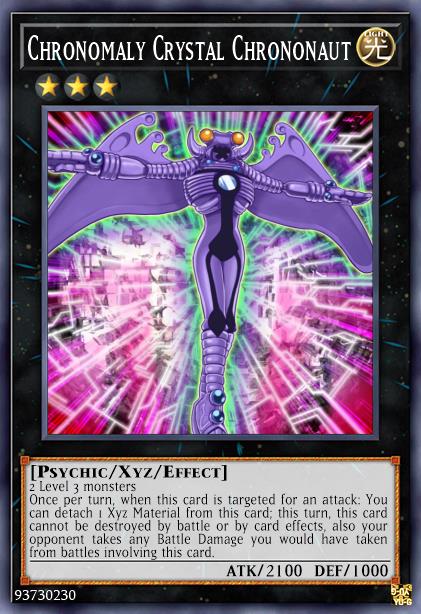 Chronomaly Crystal Chrononaut
LIGHT
光
[Psychic/Xyz/Effect]
2 Level 3 monsters
Once per turn, when this card is targeted for an attack: You
can detach 1 Xyz Material from this card; this turn, this card
cannot be destroyed by battle or by card effects, also your
opponent takes any Battle Damage you would have taken
from battles involving this card.
ATK/2100 DEF/1000
93730230